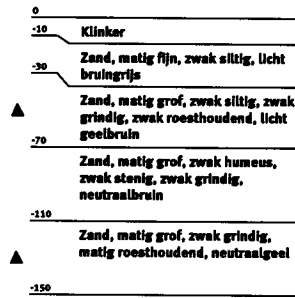 0
-10
Klinker
-30
Zand, matig fijn, zwak siltig, licht
bruingrijs
Zand, matig grof, zwak siltig, zwak
grindig, zwak roesthoudend, licht
geelbruin
-70
Zand, matig grof, zwak humeus,
zwak stenig, zwak grindig,
neutraalbruin
-110
Zand, matig grof, zwak grindig,
matig roesthoudend, neutraalgeel
-150